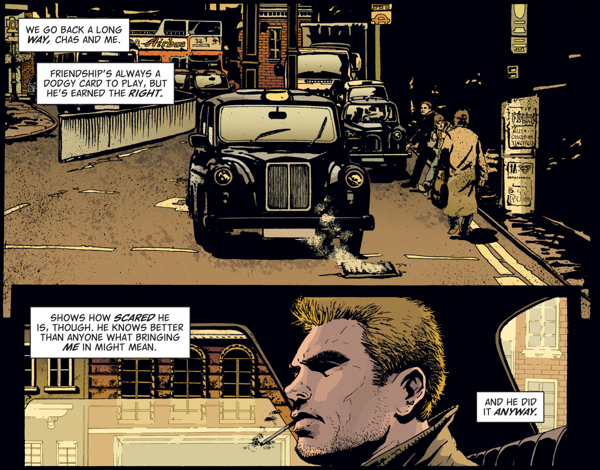 WE GO BACK A LONG
WAY, CHAS AND ME.
FRIENDSHIP'S ALWAYS A
DODGY CARD TO PLAY, BUT
HE'S EARNED THE RIGHT.
SHOWS HOW SCARED HE
IS, THOUGH. HE KNOWS BETTER
THAN ANYONE WHAT BRINGING
ME IN MIGHT MEAN.
AND HE DID
IT ANYWAY.